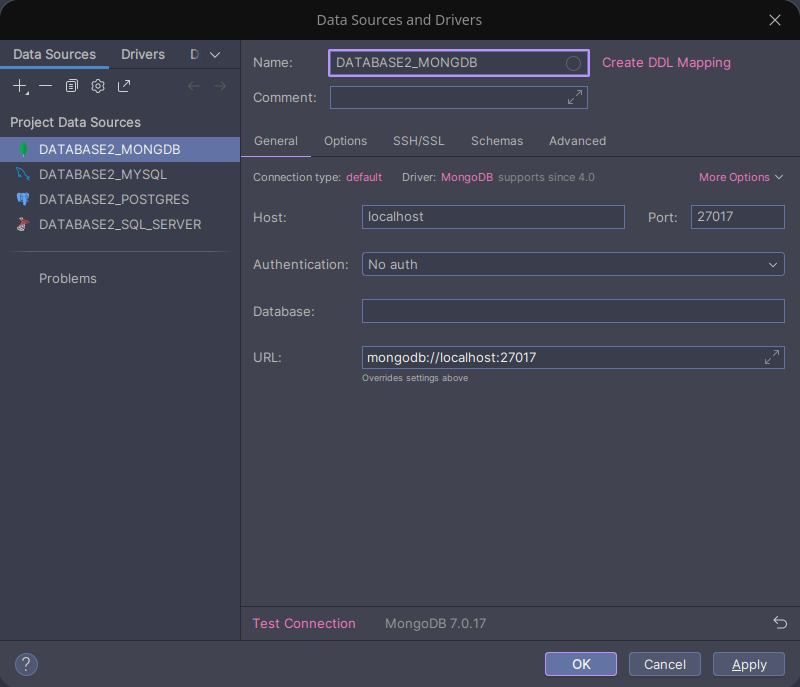 Data Sources and Drivers
Data Sources Drivers D
Project Data Sources
DATABASE2_MONGDB
DATABASE2_MYSQL
DATABASE2_POSTGRES
DATABASE2_SQL_SERVER
Problems
Name: DATABASE2_MONGDB Create DDL Mapping
Comment:
General Options SSH/SSL Schemas Advanced
Connection type: default Driver: MongoDB supports since 4.0 More Options
Host: localhost Port: 27017
Authentication: No auth
Database:
URL: mongodb://localhost:27017
Overrides settings above
Test Connection MongoDB 7.0.17
? OK Cancel Apply